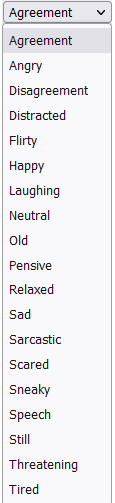 Agreement
Agreement
Angry
Disagreement
Distracted
Flirty
Happy
Laughing
Neutral
Old
Pensive
Relaxed
Sad
Sarcastic
Scared
Sneaky
Speech
Still
Threatening
Tired